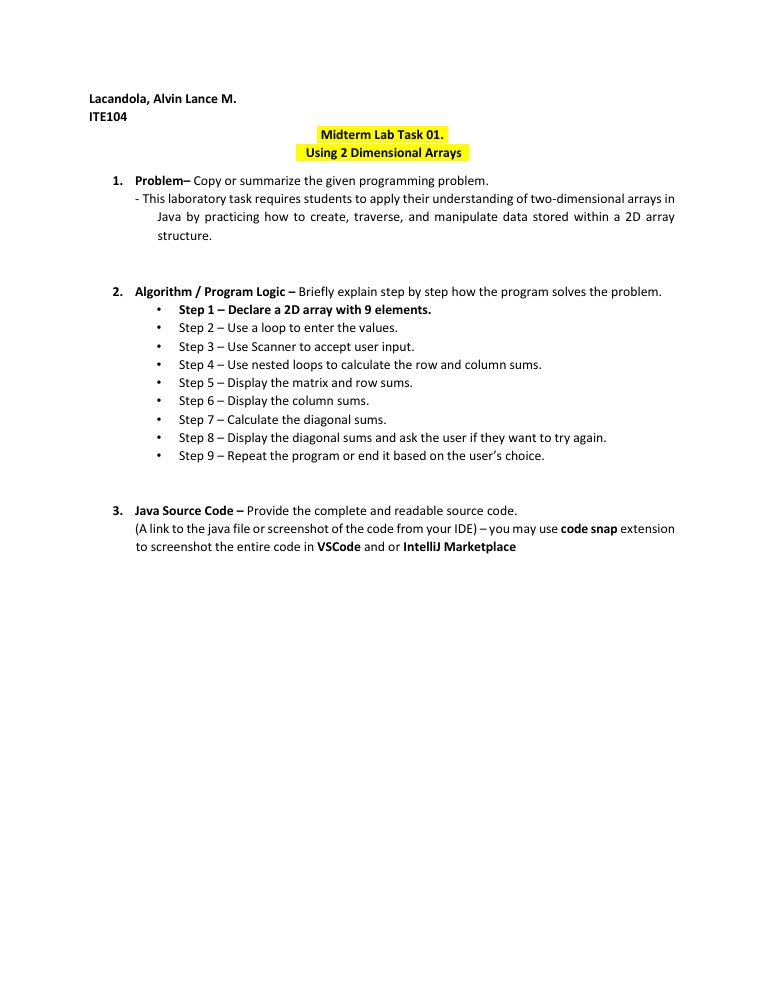 Lacandola, Alvin Lance M.
ITE104
Midterm Lab Task 01.
Using 2 Dimensional Arrays
1. Problem– Copy or summarize the given programming problem.
- This laboratory task requires students to apply their understanding of two-dimensional arrays in
Java by practicing how to create, traverse, and manipulate data stored within a 2D array
structure.
2. Algorithm / Program Logic – Briefly explain step by step how the program solves the problem.
• Step 1 – Declare a 2D array with 9 elements.
• Step 2 – Use a loop to enter the values.
• Step 3 – Use Scanner to accept user input.
• Step 4 – Use nested loops to calculate the row and column sums.
• Step 5 – Display the matrix and row sums.
• Step 6 – Display the column sums.
• Step 7 – Calculate the diagonal sums.
• Step 8 – Display the diagonal sums and ask the user if they want to try again.
• Step 9 – Repeat the program or end it based on the user’s choice.
3. Java Source Code – Provide the complete and readable source code.
(A link to the java file or screenshot of the code from your IDE) – you may use code snap extension
to screenshot the entire code in VSCode and or IntelliJ Marketplace